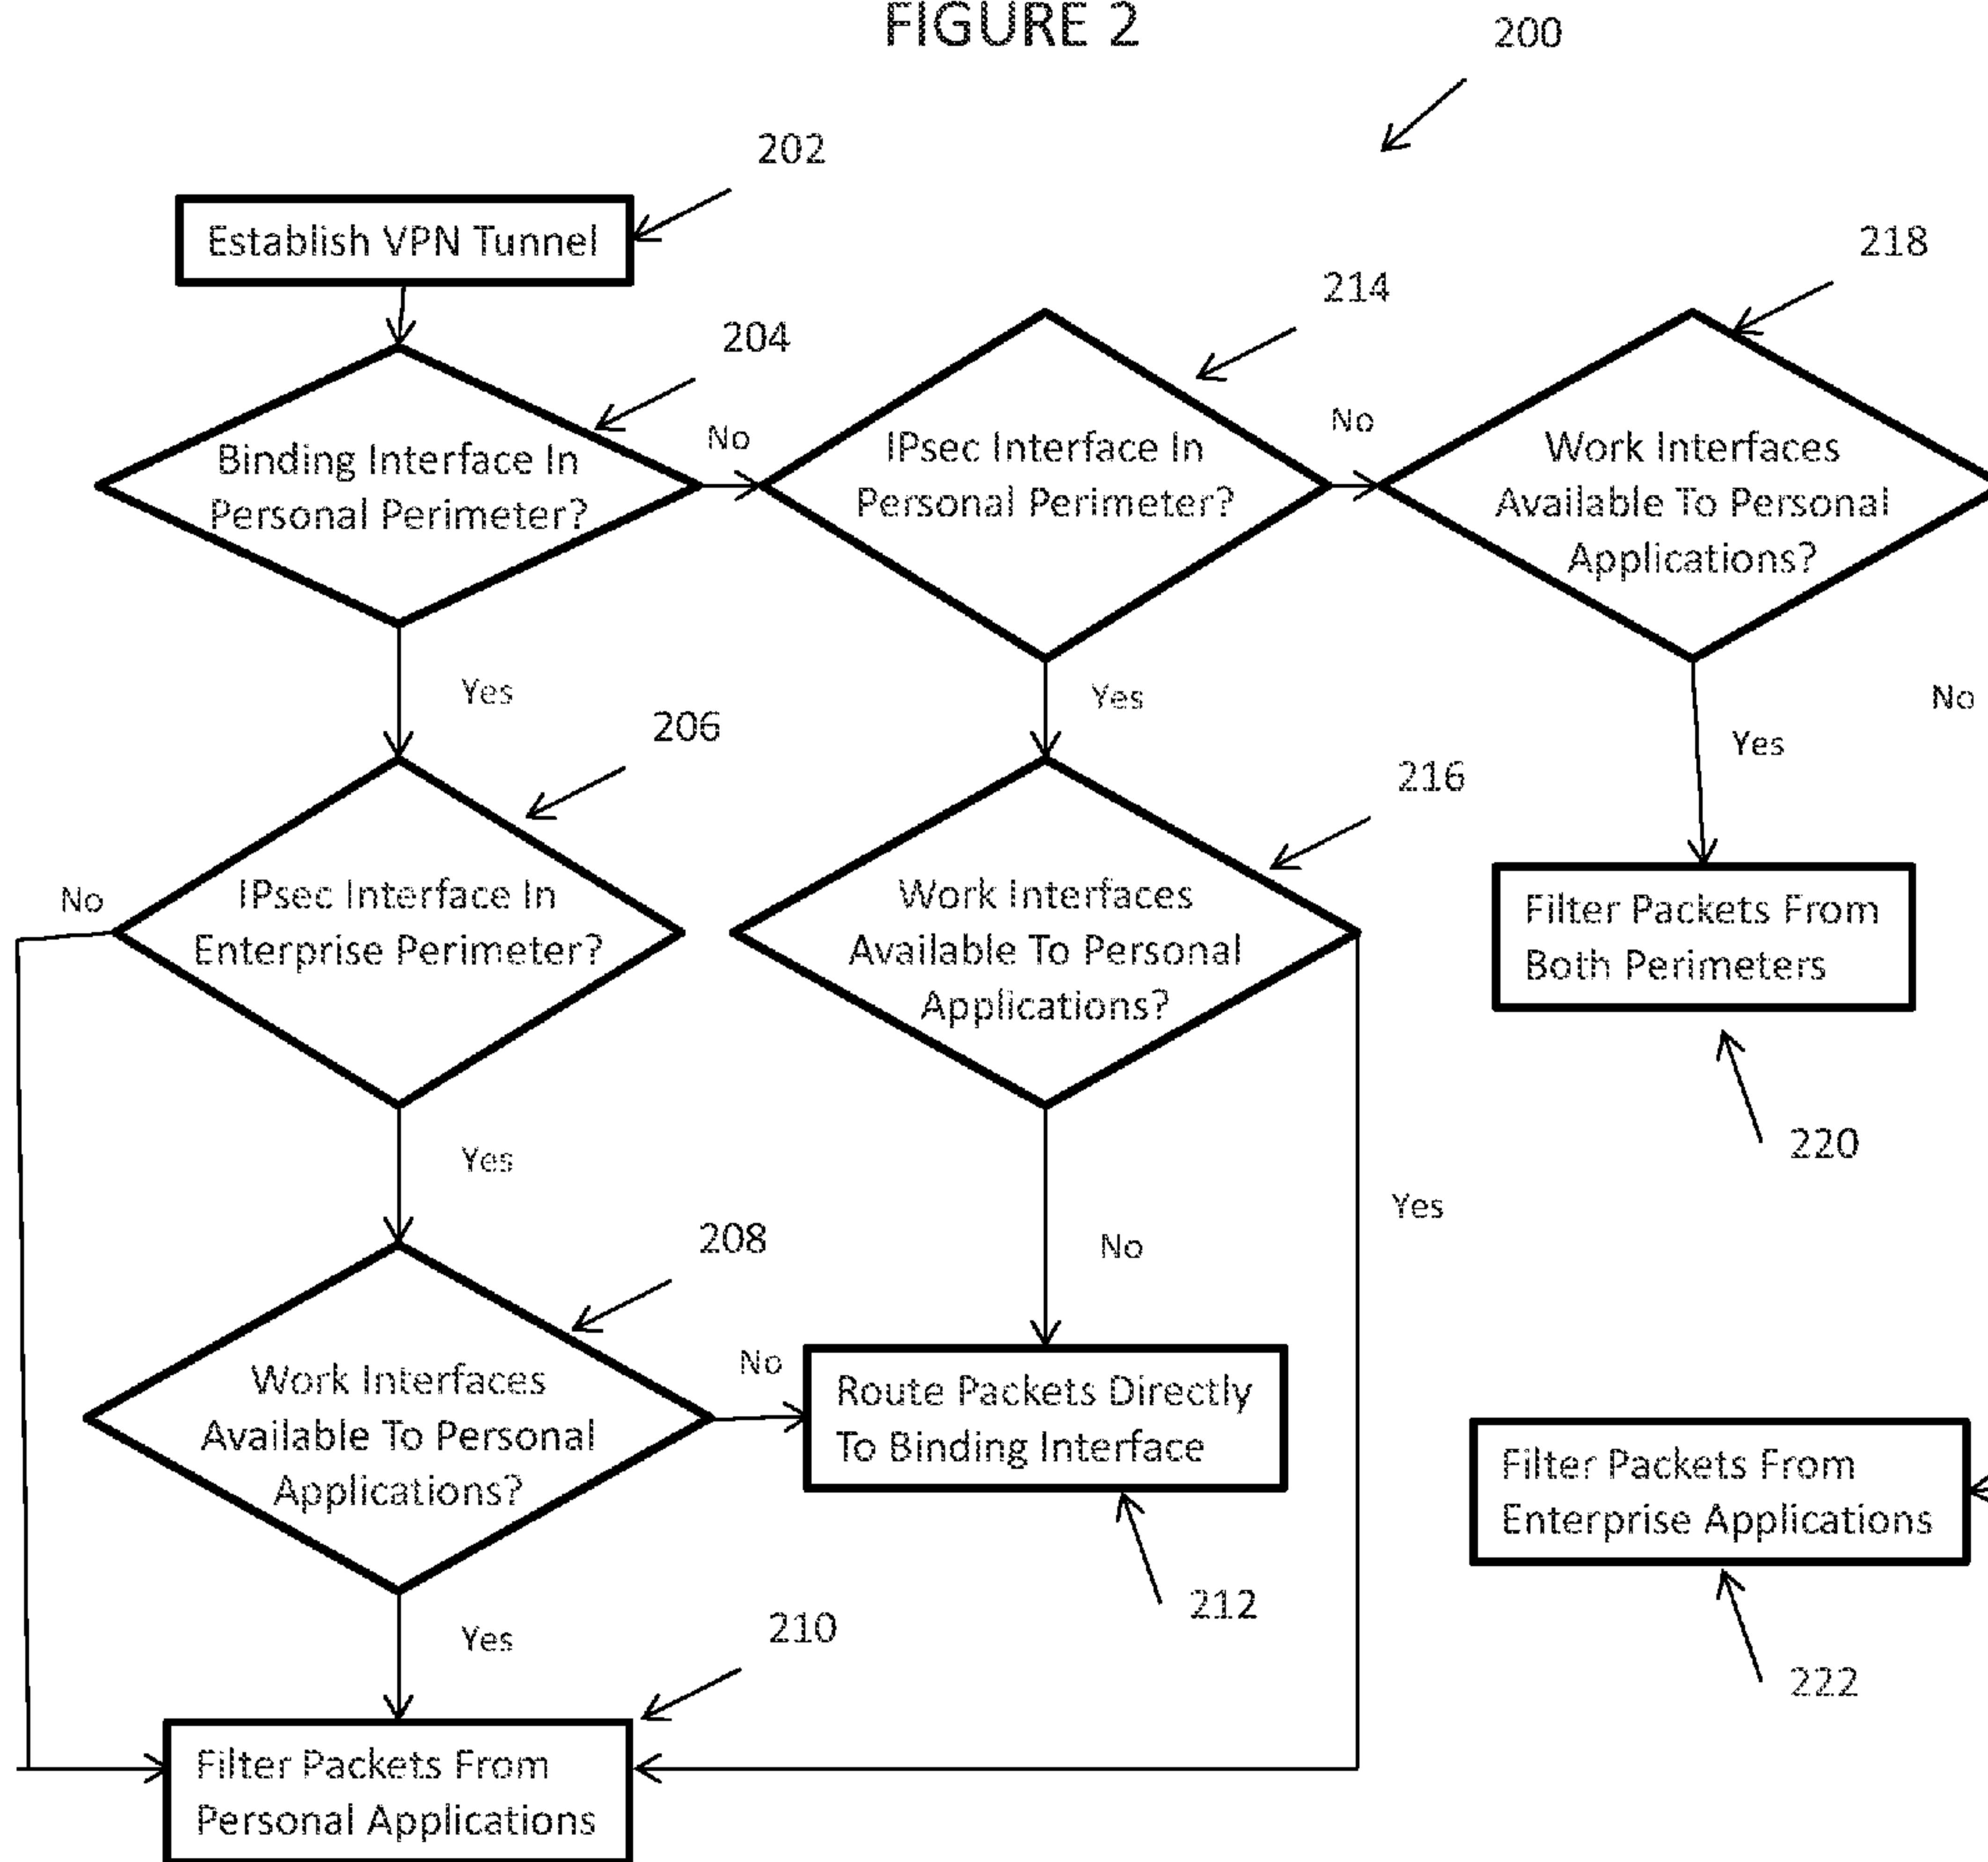 FIGURE 2
200
202
Establish VPN Tunnel
218
214
204
No
No
Binding Interface In
Personal Perimeter?
IPsec Interface In
Personal Perimeter?
Work Interfaces
Available To Personal
Applications?
Yes
Yes
No
206
Yes
216
No
IPsec Interface In
Enterprise Perimeter?
Work Interfaces
Available To Personal
Applications?
Filter Packets From
Both Perimeters
220
Yes
Yes
208
No
No
Work Interfaces
Available To Personal
Applications?
Route Packets Directly
To Binding Interface
Filter Packets From
Enterprise Applications
212
210
Yes
222
Filter Packets From
Personal Applications